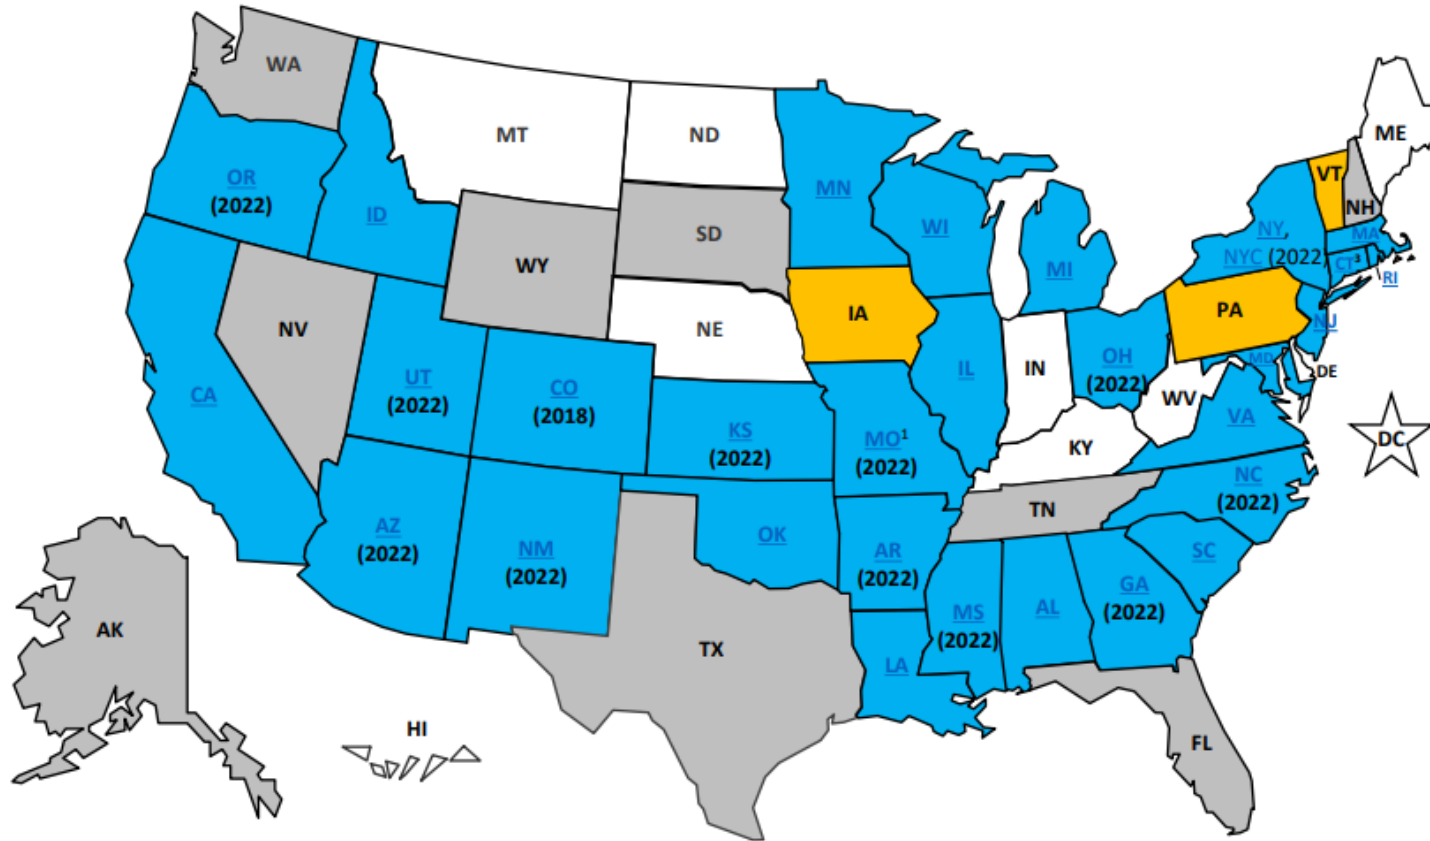 WA
MT
ND
ME
OR
(2022)
ID
MN
VT
NH
SD
WI
NY,
NYC (2022)
MA
CT³
RI
WY
MI
IA
PA
NV
NE
NJ
UT
(2022)
CO
(2018)
IL
IN
OH
(2022)
MD
DE
CA
WV
VA
DC
KS
(2022)
MO¹
(2022)
KY
NC
(2022)
TN
AZ
(2022)
NM
(2022)
OK
AR
(2022)
SC
MS
(2022)
AL
GA
(2022)
AK
TX
LA
HI
FL